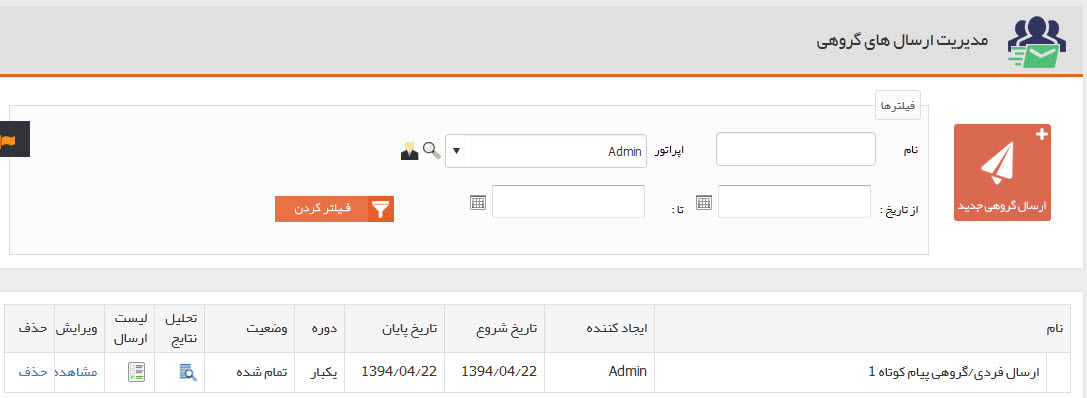 مدیریت ارسال های گروهی
ارسال گروهی جدید
فیلترها
نام
اپراتور Admin
از تاریخ :
تا :
فیلتر کردن
نام ایجاد کننده تاریخ شروع تاریخ پایان دوره وضعیت تحلیل نتایج لیست ارسال ویرایش حذف
ارسال فردی/گروهی پیام کوتاه 1 Admin 1394/04/22 1394/04/22 یکبار تمام شده مشاهده حذف